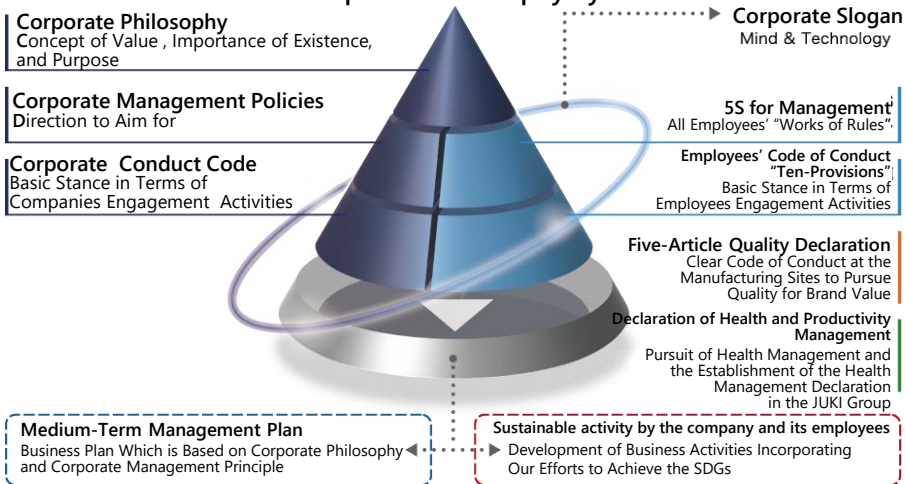 Corporate Philosophy
Concept of Value , Importance of Existence,
and Purpose
Corporate Management Policies
Direction to Aim for
Corporate Conduct Code
Basic Stance in Terms of
Companies Engagement Activities
Corporate Slogan
Mind & Technology
5S for Management
All Employees' "Works of Rules"
Employees' Code of Conduct
"Ten-Provisions"
Basic Stance in Terms of
Employees Engagement Activities
Five-Article Quality Declaration
Clear Code of Conduct at the
Manufacturing Sites to Pursue
Quality for Brand Value
Declaration of Health and Productivity
Management
Pursuit of Health Management and
the Establishment of the Health
Management Declaration
in the JUKI Group
Medium-Term Management Plan
Business Plan Which is Based on Corporate Philosophy
and Corporate Management Principle
Sustainable activity by the company and its employees
Development of Business Activities Incorporating
Our Efforts to Achieve the SDGs